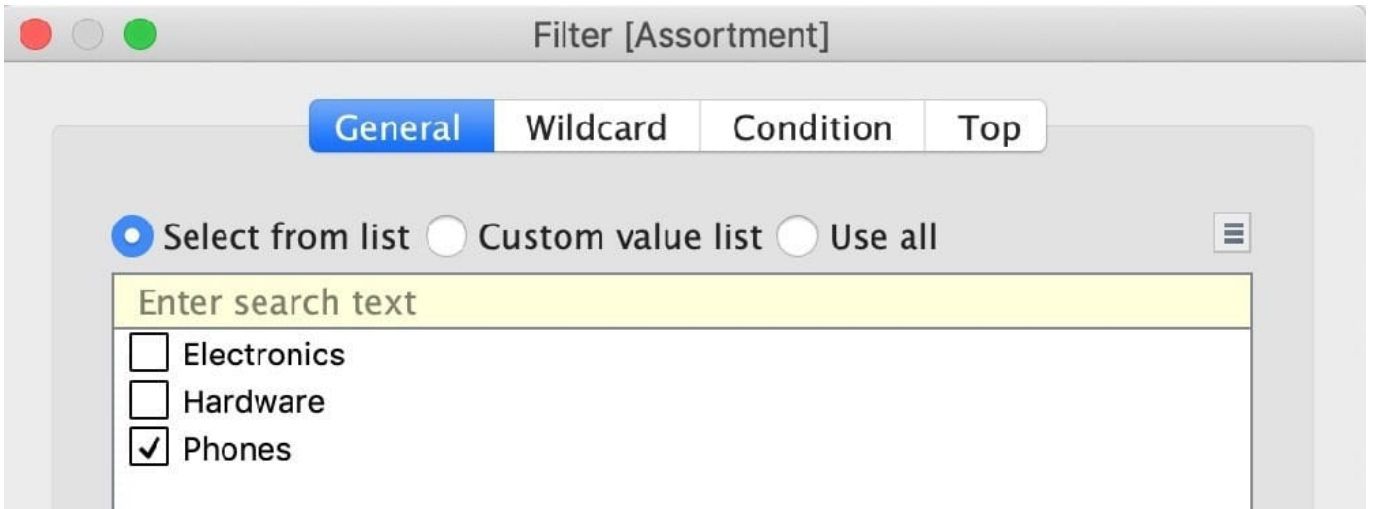 Filter [Assortment]
General Wildcard Condition Top
Select from list Custom value list Use all
Enter search text
Electronics
Hardware
Phones